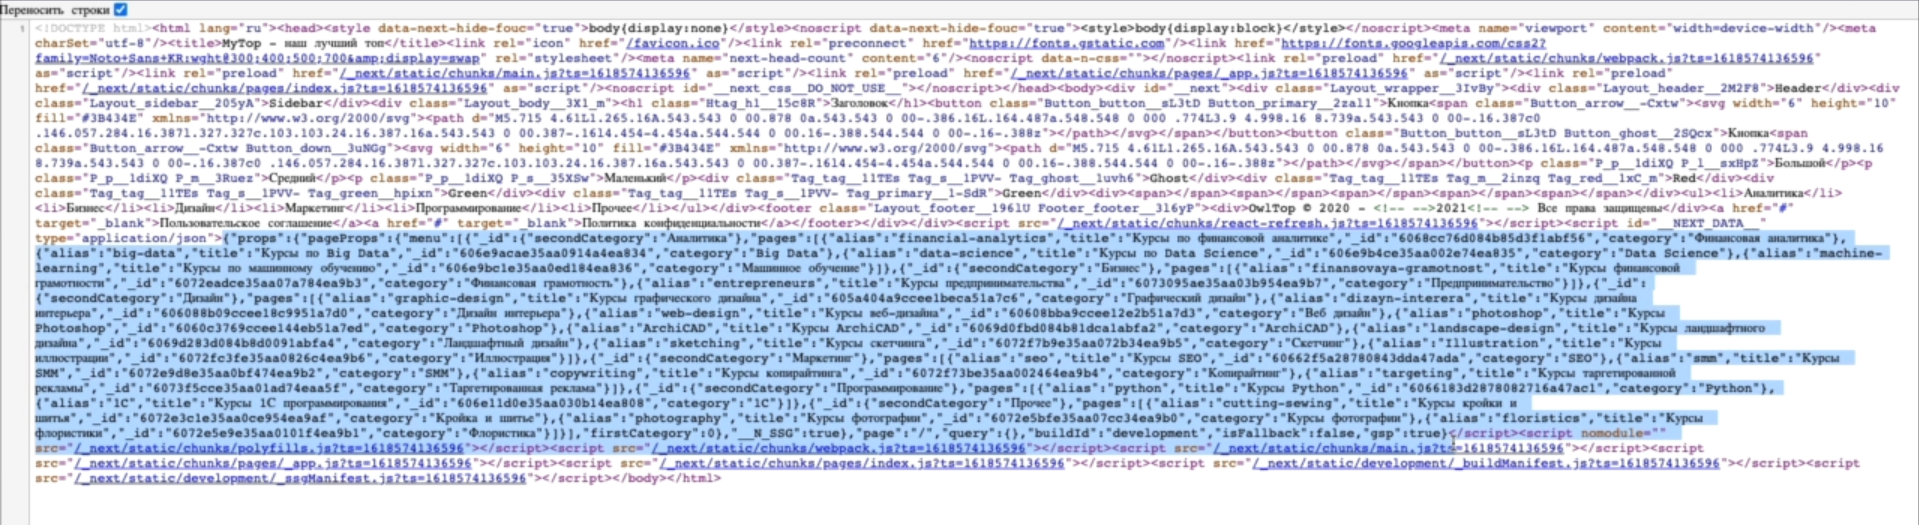 Переносить строки
1
<!DOCTYPE html><html lang="ru"><head><style data-next-hide-fouc="true">body{display:none}</style><noscript data-next-hide-fouc="true"><style>body{display:block}</style></noscript><meta name="viewport" content="width=device-width"/><meta
charSet="utf-8"/><title>MyTop - наш лучший топ</title><link rel="icon" href="/favicon.ico"/><link rel="preconnect" href="https://fonts.gstatic.com"/><link href="https://fonts.googleapis.com/css2?
family=Noto+Sans+KR:wght@300;400;500;700&amp;display=swap" rel="stylesheet"/><meta name="next-head-count" content="6"/><noscript data-n-css=""></noscript><link rel="preload" href="/_next/static/chunks/webpack.js?ts=1618574136596"
as="script"/><link rel="preload" href="/_next/static/chunks/main.js?ts=1618574136596" as="script"/><link rel="preload" href="/_next/static/chunks/pages/_app.js?ts=1618574136596" as="script"/><link rel="preload"
href="/_next/static/chunks/pages/index.js?ts=1618574136596" as="script"/><noscript id="__next_css__DO_NOT_USE__"></noscript></head><body><div id="__next"><div class="Layout_wrapper__3IvBy"><div class="Layout_header__2M2F8">Header</div><div
class="Layout_sidebar__205yA">Sidebar</div><div class="Layout_body__3X1_m"><h1 class="Htag_h1__15c8R">Заголовок</h1><button class="Button_button__sL3tD Button_primary__2zall">Кнопка<span class="Button_arrow__-Cxtw"><svg width="6" height="10"
fill="#3B434E" xmlns="http://www.w3.org/2000/svg"><path d="M5.715 4.61L1.265.16A.543.543 0 00.878 0a.543.543 0 00-.386.16L.164.487a.548.548 0 000 .774L3.9 4.998.16 8.739a.543.543 0 00-.16.387c0
.146.057.284.16.387l.327.327c.103.103.24.16.387.16a.543.543 0 00.387-.16l4.454-4.454a.544.544 0 00.16-.388.544.544 0 00-.16-.388z"></path></svg></span></button><button class="Button_button__sL3tD Button_ghost__2SQcx">Кнопка<span
class="Button_arrow__-Cxtw Button_down__3uNGg"><svg width="6" height="10" fill="#3B434E" xmlns="http://www.w3.org/2000/svg"><path d="M5.715 4.61L1.265.16A.543.543 0 00.878 0a.543.543 0 00-.386.16L.164.487a.548.548 0 000 .774L3.9 4.998.16
8.739a.543.543 0 00-.16.387c0 .146.057.284.16.387l.327.327c.103.103.24.16.387.16a.543.543 0 00.387-.16l4.454-4.454a.544.544 0 00.16-.388.544.544 0 00-.16-.388z"></path></svg></span></button><p class="P_p__1diXQ P_l__sxHpZ">Большой</p><p
class="P_p__1diXQ P_m__3Ruez">Средний</p><p class="P_p__1diXQ P_s__35XSw">Маленький</p><div class="Tag_tag__11TEs Tag_s__1PVV- Tag_ghost__1uvh6">Ghost</div><div class="Tag_tag__11TEs Tag_m__2inzq Tag_red__1xC_m">Red</div><div
class="Tag_tag__11TEs Tag_s__1PVV- Tag_green__hpixn">Green</div><div class="Tag_tag__11TEs Tag_s__1PVV- Tag_primary__1-SdR">Green</div><div><span></span><span></span><span></span><span></span><span></span></div><ul><li>Аналитика</li>
<li>Бизнес</li><li>Дизайн</li><li>Маркетинг</li><li>Программирование</li><li>Прочее</li></ul></div><footer class="Layout_footer__196lU Footer_footer__3l6yP"><div>OwlTop © 2020 - <!-- -->2021<!-- --> Все права защищены</div><a href="#"
target="_blank">Пользовательское соглашение</a><a href="#" target="_blank">Политика конфиденциальности</a></footer></div></div><script src="/_next/static/chunks/react-refresh.js?ts=1618574136596"></script><script id="__NEXT_DATA__"
type="application/json">{"props":{"pageProps":{"menu":[{"_id":{"secondCategory":"Аналитика"},"pages":[{"alias":"financial-analytics","title":"Курсы по финансовой аналитике","_id":"6068cc76d084b85d3f1abf56","category":"Финансовая аналитика"},
{"alias":"big-data","title":"Курсы по Big Data","_id":"606e9acae35aa0914a4ea834","category":"Big Data"},{"alias":"data-science","title":"Курсы по Data Science","_id":"606e9b4ce35aa002e74ea835","category":"Data Science"},{"alias":"machine-
learning","title":"Курсы по машинному обучению","_id":"606e9bc1e35aa0ed184ea836","category":"Машинное обучение"}]},{"_id":{"secondCategory":"Бизнес"},"pages":[{"alias":"finansovaya-gramotnost","title":"Курсы финансовой
грамотности","_id":"6072eadce35aa07a784ea9b3","category":"Финансовая грамотность"},{"alias":"entrepreneurs","title":"Курсы предпринимательства","_id":"6073095ae35aa03b954ea9b7","category":"Предпринимательство"}]},{"_id":
{"secondCategory":"Дизайн"},"pages":[{"alias":"graphic-design","title":"Курсы графического дизайна","_id":"605a404a9ccee1beca51a7c6","category":"Графический дизайн"},{"alias":"dizayn-interera","title":"Курсы дизайна
интерьера","_id":"606088b09ccee18c9951a7d0","category":"Дизайн интерьера"},{"alias":"web-design","title":"Курсы веб-дизайна","_id":"60608bba9ccee12e2b51a7d3","category":"Веб дизайн"},{"alias":"photoshop","title":"Курсы
Photoshop","_id":"6060c3769ccee144eb51a7ed","category":"Photoshop"},{"alias":"ArchiCAD","title":"Курсы ArchiCAD","_id":"6069d0fbd084b81dca1abfa2","category":"ArchiCAD"},{"alias":"landscape-design","title":"Курсы ландшафтного
дизайна","_id":"6069d283d084b8d0091abfa4","category":"Ландшафтный дизайн"},{"alias":"sketching","title":"Курсы скетчинга","_id":"6072f7b9e35aa072b34ea9b5","category":"Скетчинг"},{"alias":"Illustration","title":"Курсы
иллюстрации","_id":"6072fc3fe35aa0826c4ea9b6","category":"Иллюстрация"}]},{"_id":{"secondCategory":"Маркетинг"},"pages":[{"alias":"seo","title":"Курсы SEO","_id":"60662f5a28780843dda47ada","category":"SEO"},{"alias":"smm","title":"Курсы
SMM","_id":"6072e9d8e35aa0bf474ea9b2","category":"SMM"},{"alias":"copywriting","title":"Курсы копирайтинга","_id":"6072f73be35aa002464ea9b4","category":"Копирайтинг"},{"alias":"targeting","title":"Курсы таргетированной
рекламы","_id":"6073f5cce35aa01ad74eaa5f","category":"Таргетированная реклама"}]},{"_id":{"secondCategory":"Программирование"},"pages":[{"alias":"python","title":"Курсы Python","_id":"6066183d2878082716a47ac1","category":"Python"},
{"alias":"1C","title":"Курсы 1С программирования","_id":"606e11d0e35aa030b14ea808","category":"1C"}]},{"_id":{"secondCategory":"Прочее"},"pages":[{"alias":"cutting-sewing","title":"Курсы кройки и
шитья","_id":"6072e3c1e35aa0ce954ea9af","category":"Кройка и шитье"},{"alias":"photography","title":"Курсы фотографии","_id":"6072e5bfe35aa07cc34ea9b0","category":"Курсы фотографии"},{"alias":"floristics","title":"Курсы
флористики","_id":"6072e5e9e35aa0101f4ea9b1","category":"Флористика"}]}],"firstCategory":0},"__N_SSG":true},"page":"/","query":{},"buildId":"development","isFallback":false,"gsp":true}</script><script nomodule=""
src="/_next/static/chunks/polyfills.js?ts=1618574136596"></script><script src="/_next/static/chunks/webpack.js?ts=1618574136596"></script><script src="/_next/static/chunks/main.js?ts=1618574136596"></script><script
src="/_next/static/chunks/pages/_app.js?ts=1618574136596"></script><script src="/_next/static/chunks/pages/index.js?ts=1618574136596"></script><script src="/_next/static/development/_buildManifest.js?ts=1618574136596"></script><script
src="/_next/static/development/_ssgManifest.js?ts=1618574136596"></script></body></html>